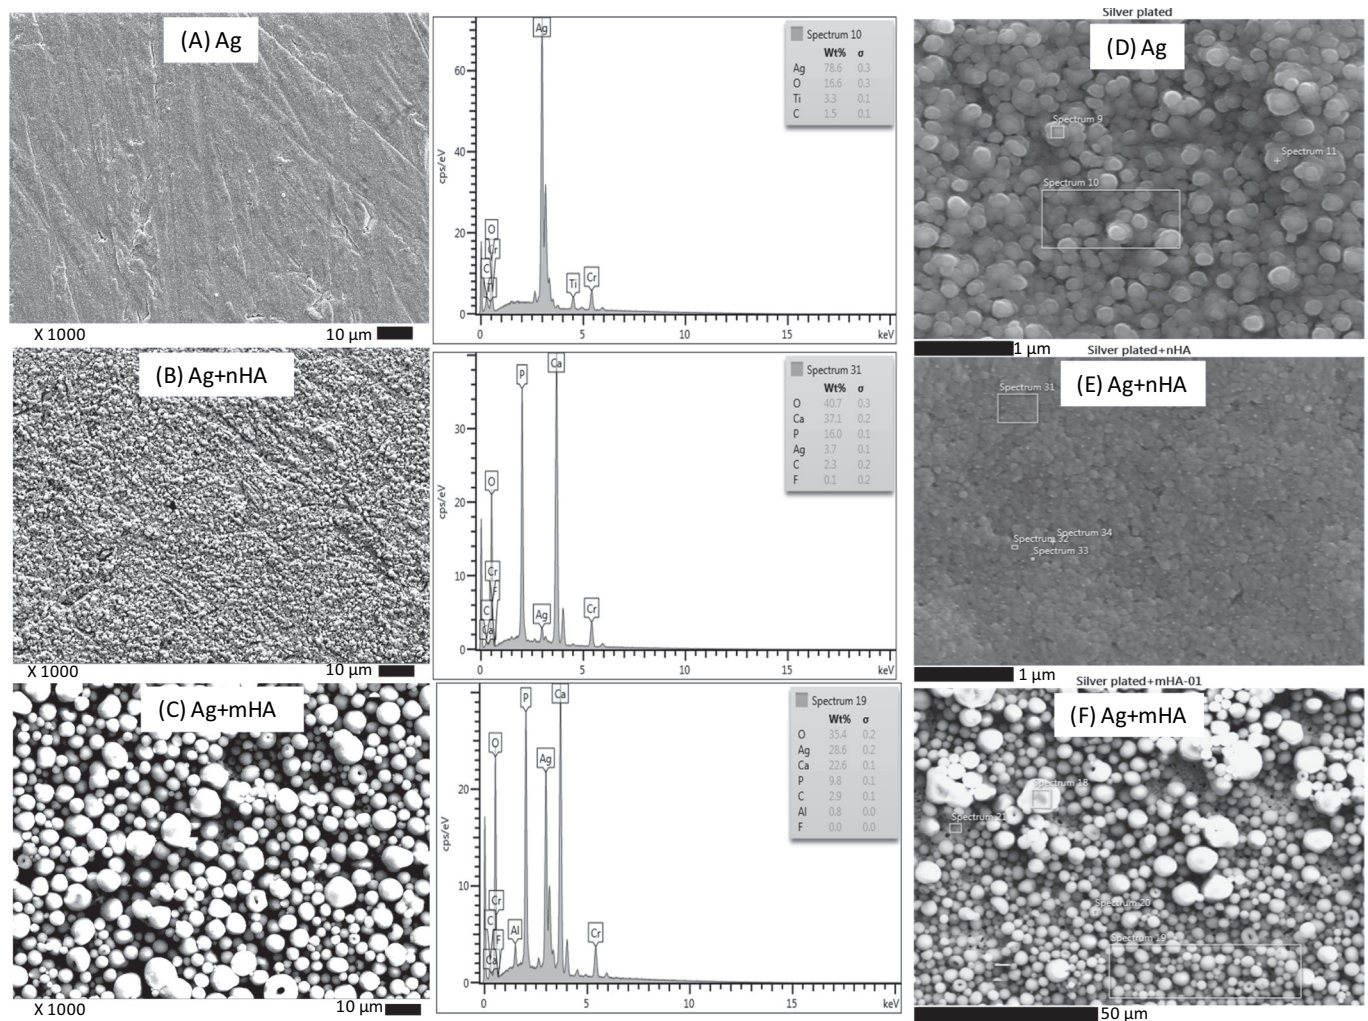 (A) Ag
X 1000
10 µm
Ag
O
Cr
C
Ti
Ti
Cr
Spectrum 10
Wt% σ
Ag 78.6 0.3
O 16.6 0.3
Ti 3.3 0.1
C 1.5 0.1
60
40
20
0
cps/eV
0 5 10 15 keV
Silver plated
(D) Ag
Spectrum 9
Spectrum 11
Spectrum 10
1 µm
(B) Ag+nHA
X 1000
10 µm
P
Ca
O
Cr
F
C
Ca
Ag
Cr
Spectrum 31
Wt% σ
O 40.7 0.3
Ca 37.1 0.2
P 16.0 0.1
Ag 3.7 0.1
C 2.3 0.2
F 0.1 0.2
30
20
10
0
cps/eV
0 5 10 15 keV
Silver plated+nHA
(E) Ag+nHA
Spectrum 31
Spectrum 34
Spectrum 32
Spectrum 33
1 µm
(C) Ag+mHA
X 1000
10 µm
P
Ca
O
Ag
Cr
C
F
Al
Ca
Cr
Spectrum 19
Wt% σ
O 35.4 0.2
Ag 28.6 0.2
Ca 22.6 0.1
P 9.8 0.1
C 2.9 0.1
Al 0.8 0.0
F 0.0 0.0
20
10
0
cps/eV
0 5 10 15 keV
Silver plated+mHA-01
(F) Ag+mHA
Spectrum 18
Spectrum 21
Spectrum 20
Spectrum 19
50 µm